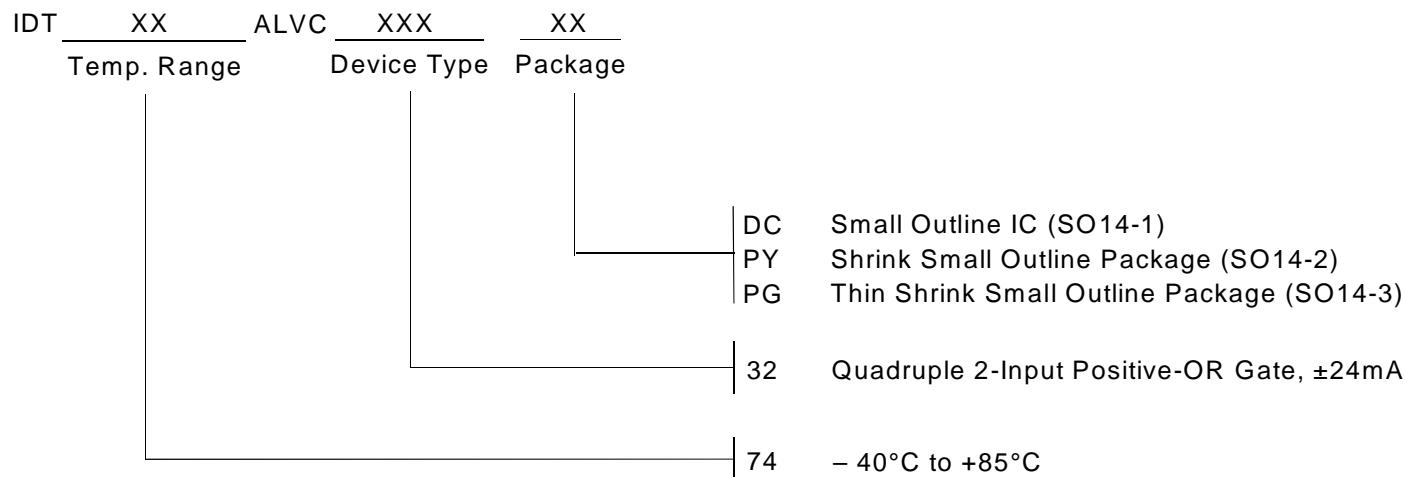 IDT XX ALVC XXX XX
Temp. Range Device Type Package
DC Small Outline IC (SO14-1)
PY Shrink Small Outline Package (SO14-2)
PG Thin Shrink Small Outline Package (SO14-3)
32 Quadruple 2-Input Positive-OR Gate, ±24mA
74 – 40°C to +85°C